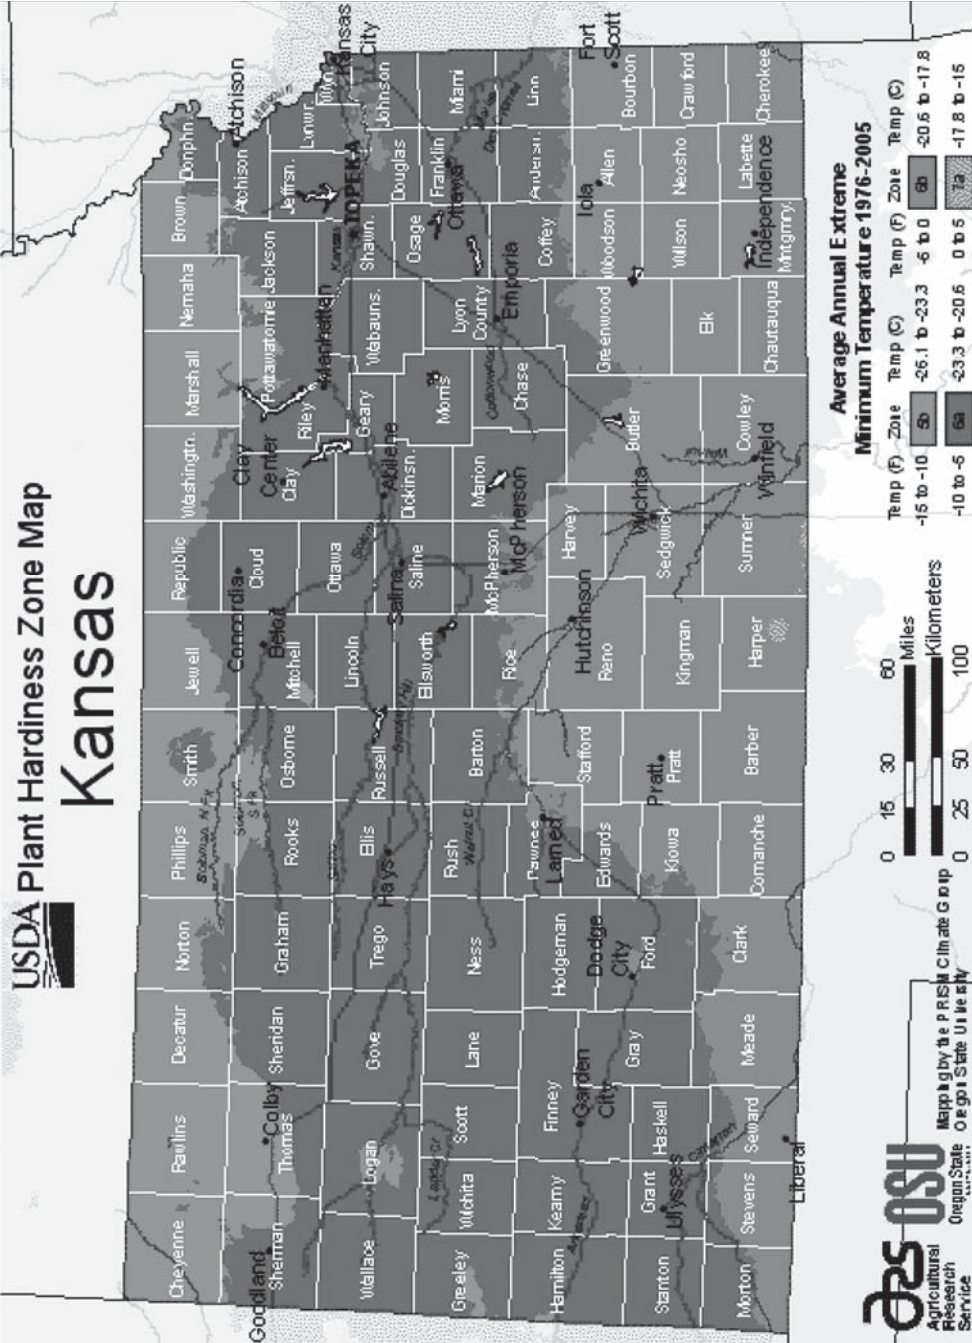 USDA Plant Hardiness Zone Map
Kansas
Cheyenne
Rawlins
Decatur
Norton
Phillips
Smith
Jewell
Republic
Washingtn.
Marshall
Nemaha
Brown
Donphn.
Goodland
Sherman
Colby
Thomas
Sheridan
Graham
Rooks
Osborne
Beloit
Mitchell
Concordia
Cloud
Clay
Center
Clay
Riley
Pottawatomie
Manhatten
Jackson
Atchison
Atchison
Jeffrsn.
Wallace
Logan
Gove
Trego
Hays
Ellis
Russell
Lincoln
Ottawa
Salina
Saline
Abilene
Dickinsn.
Geary
Wabauns.
Shawn.
TOPEKA
Douglas
Johnson
Kansas
City
Greeley
Wichita
Scott
Lane
Ness
Rush
Barton
Ellsworth
Rice
McPherson
McPherson
Marion
Morris
Chase
Lyon
County
Emporia
Osage
Coffey
Ottawa
Franklin
Andersn.
Miami
Linn
Hamilton
Kearny
Finney
Garden
City
Hodgeman
Dodge
City
Ford
Gray
Pawnee
Larned
Edwards
Stafford
Hutchinson
Reno
Harvey
Wichita
Sedgwick
Butler
Greenwood
Woodson
Iola
Allen
Fort
Scott
Bourbon
Stanton
Grant
Ulysses
Haskell
Kiowa
Pratt
Pratt
Kingman
Elk
Wilson
Neosho
Crawford
Morton
Stevens
Seward
Liberal
Meade
Clark
Comanche
Barber
Harper
Sumner
Cowley
Winfield
Chautauqua
Independence
Mntgmry.
Labette
Cherokee
Average Annual Extreme
Minimum Temperature 1976-2005
Temp (F) Zone Temp (C) Temp (F) Zone Temp (C)
-15 to -10 5b -26.1 to -23.3 -5 to 0 6b -20.6 to -17.8
-10 to -5 6a -23.3 to -20.6 0 to 5 7a -17.8 to -15
0 15 30 60
Miles
Kilometers
0 25 50 100
ars
Agricultural
Research
Service
OSU
Oregon State
Mapping by the PRISM Climate Group
Oregon State University